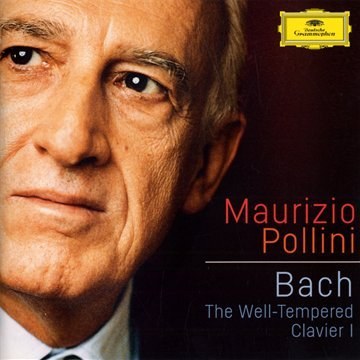 Deutsche
Grammophon
Maurizio
Pollini
Bach
The Well-Tempered
Clavier I